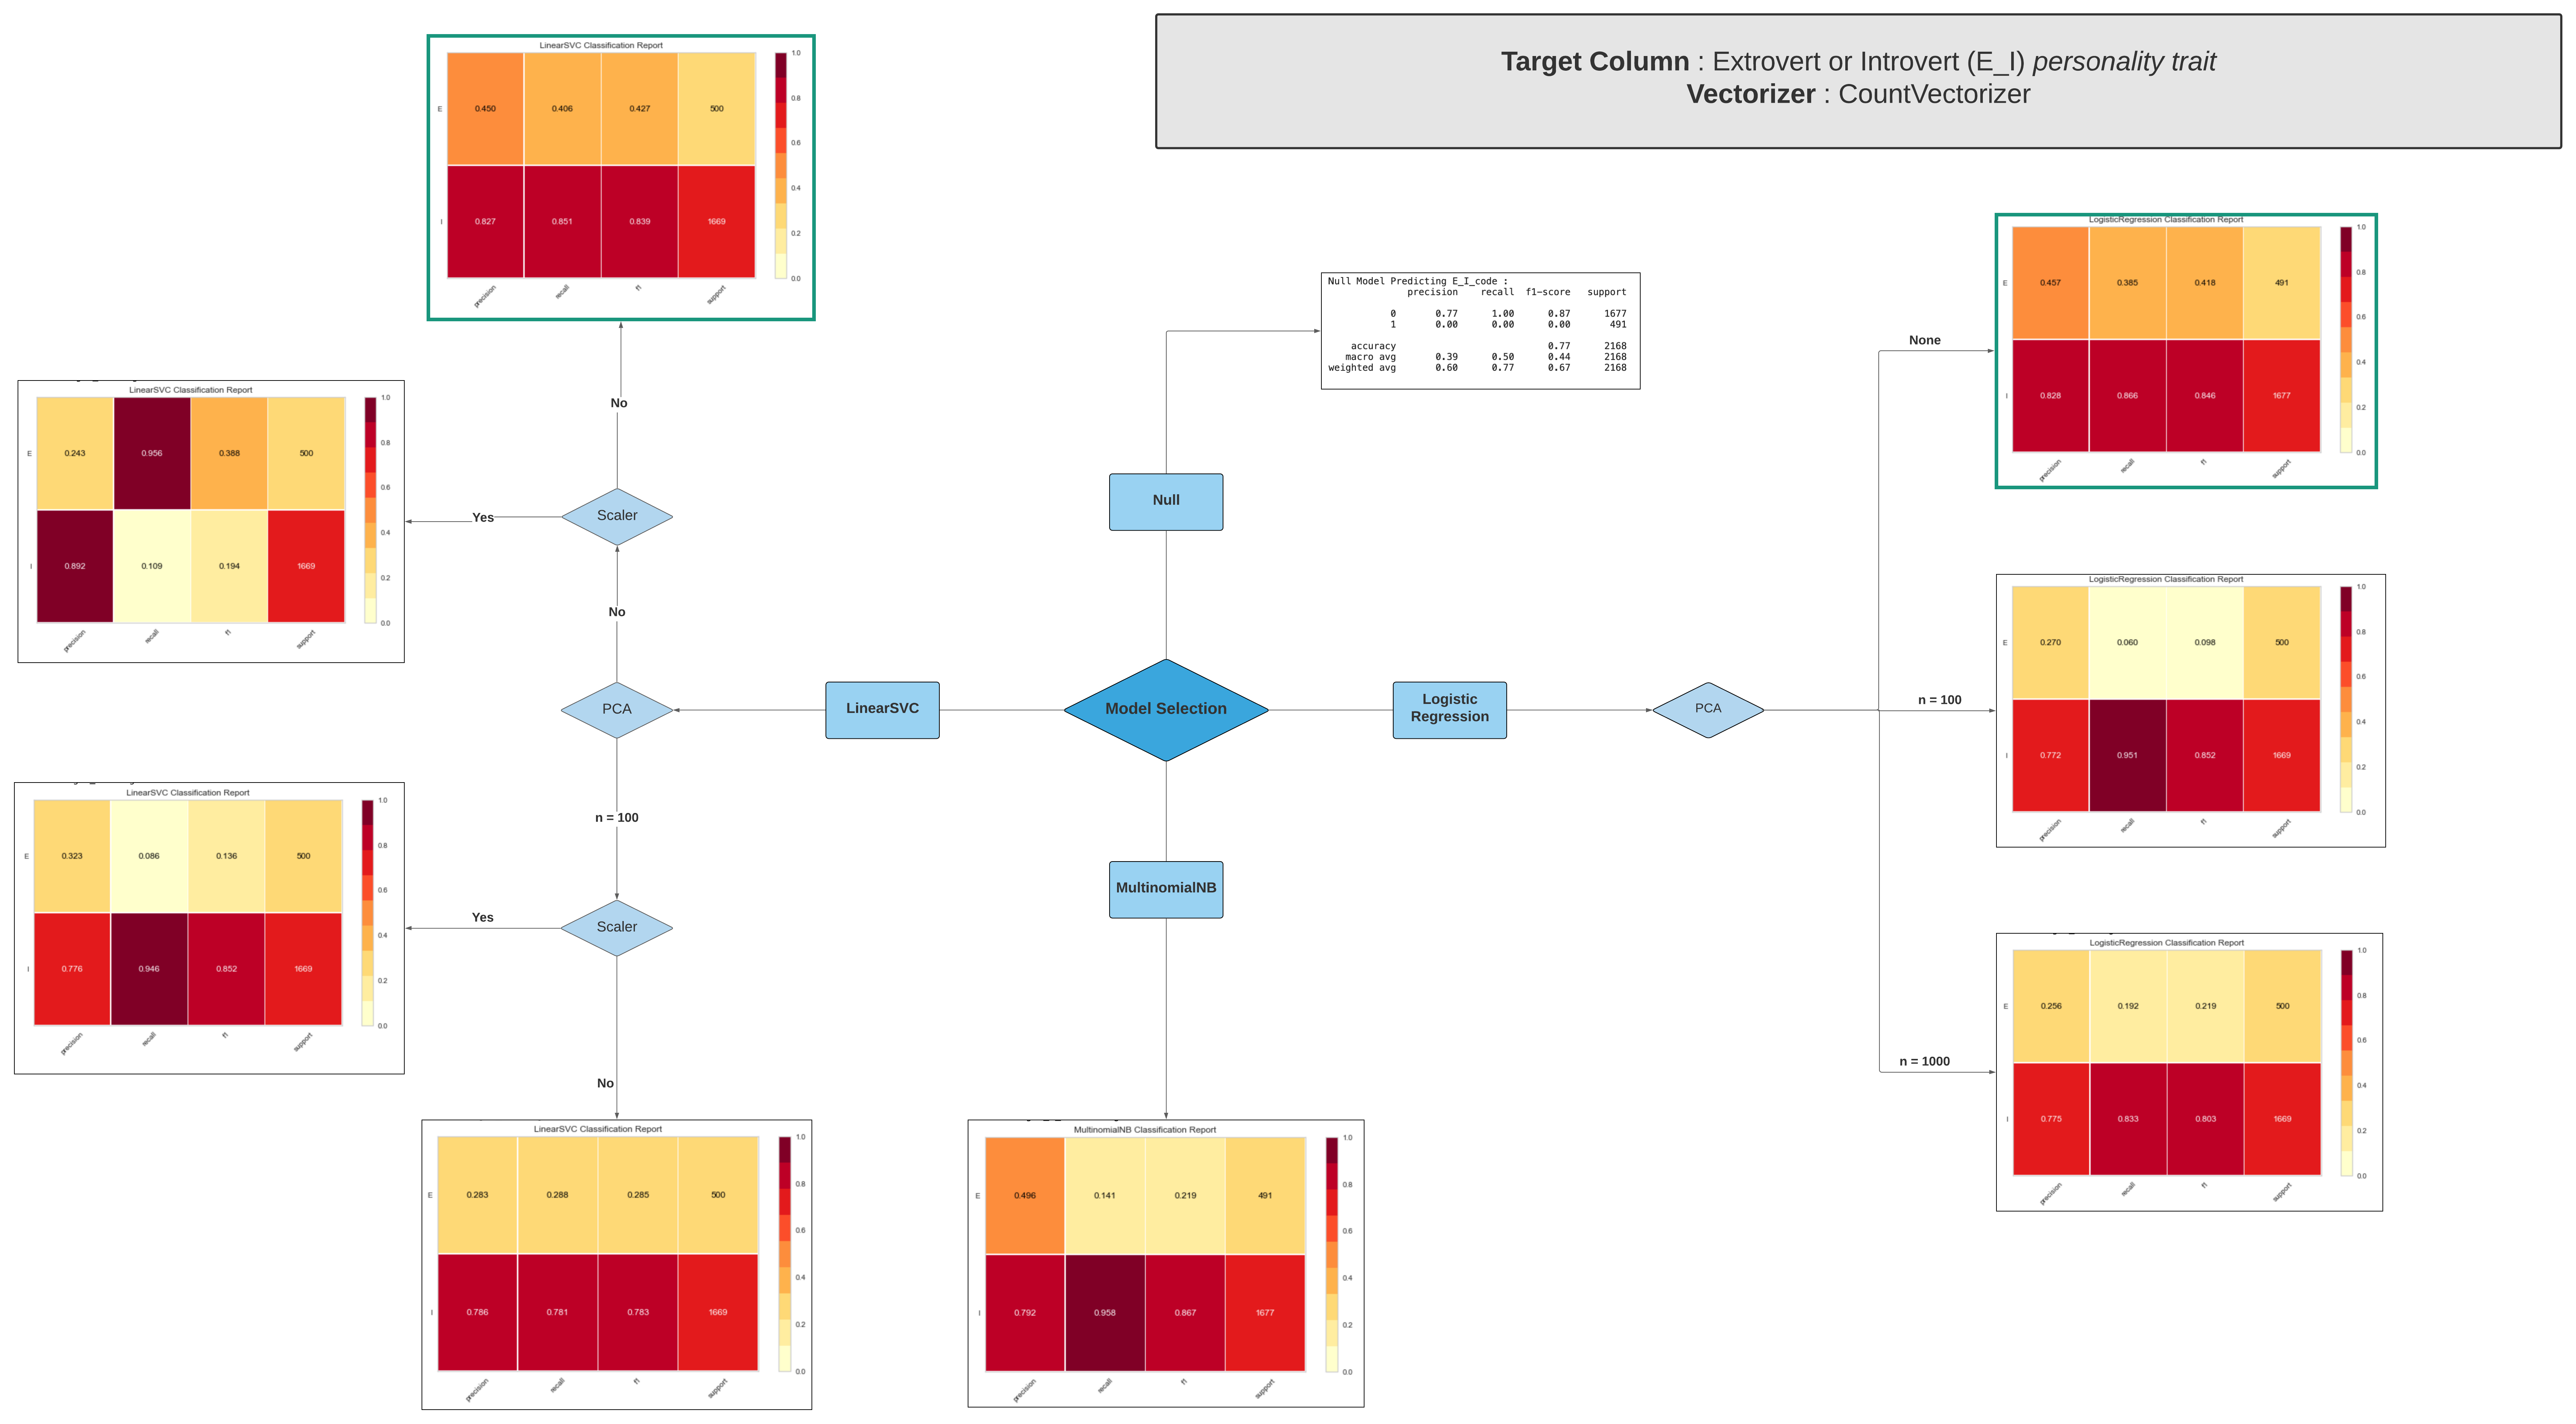 Target Column : Extrovert or Introvert (E_I) personality trait
Vectorizer : CountVectorizer
LinearSVC Classification Report
E 0.450 0.406 0.427 500
I 0.827 0.851 0.839 1669
precision recall f1 support
1.0
0.8
0.6
0.4
0.2
0.0
No
LinearSVC Classification Report
E 0.243 0.956 0.388 500
I 0.892 0.109 0.194 1669
precision recall f1 support
1.0
0.8
0.6
0.4
0.2
0.0
Yes
Scaler
No
PCA
LinearSVC
n = 100
LinearSVC Classification Report
E 0.323 0.086 0.136 500
I 0.776 0.946 0.852 1669
precision recall f1 support
1.0
0.8
0.6
0.4
0.2
0.0
Yes
Scaler
No
LinearSVC Classification Report
E 0.283 0.288 0.285 500
I 0.786 0.781 0.783 1669
precision recall f1 support
1.0
0.8
0.6
0.4
0.2
0.0
Null Model Predicting E_I_code :
precision recall f1-score support
0 0.77 1.00 0.87 1677
1 0.00 0.00 0.00 491
accuracy 0.77 2168
macro avg 0.39 0.50 0.44 2168
weighted avg 0.60 0.77 0.67 2168
Null
Model Selection
MultinomialNB
MultinomialNB Classification Report
E 0.496 0.141 0.219 491
I 0.792 0.958 0.867 1677
precision recall f1 support
1.0
0.8
0.6
0.4
0.2
0.0
Logistic
Regression
PCA
None
LogisticRegression Classification Report
E 0.457 0.385 0.418 491
I 0.828 0.866 0.846 1677
precision recall f1 support
1.0
0.8
0.6
0.4
0.2
0.0
n = 100
LogisticRegression Classification Report
E 0.270 0.060 0.098 500
I 0.772 0.951 0.852 1669
precision recall f1 support
1.0
0.8
0.6
0.4
0.2
0.0
n = 1000
LogisticRegression Classification Report
E 0.256 0.192 0.219 500
I 0.775 0.833 0.803 1669
precision recall f1 support
1.0
0.8
0.6
0.4
0.2
0.0